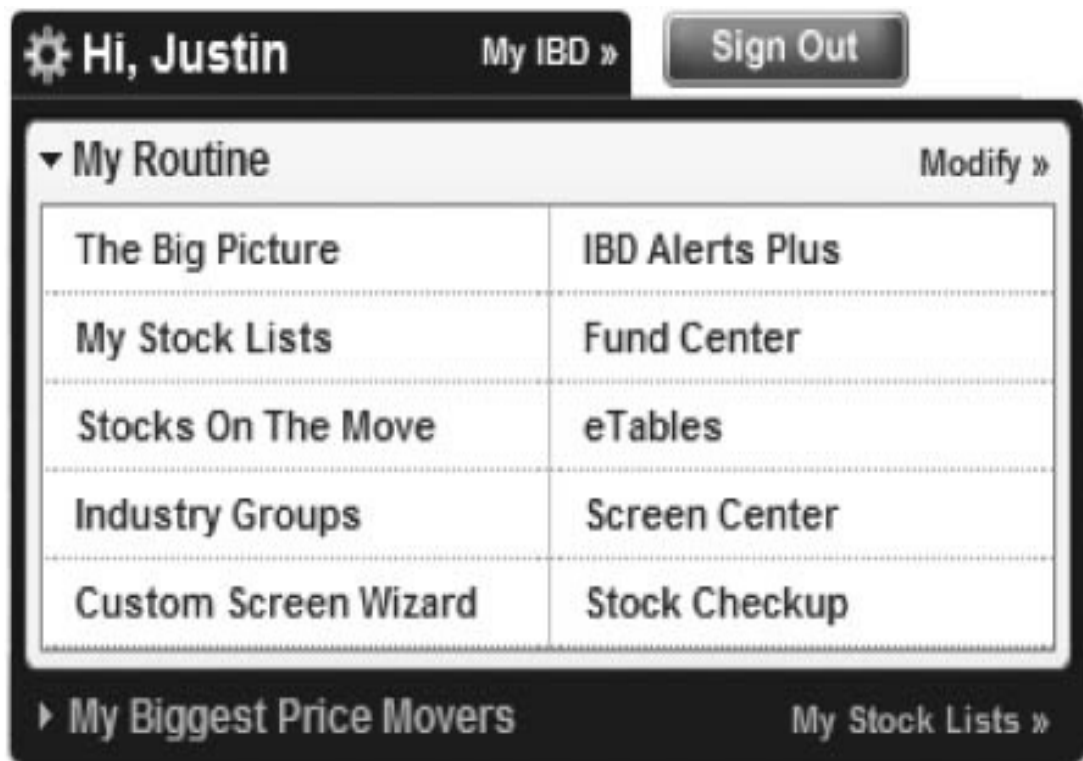 Hi, Justin My IBD » Sign Out
My Routine Modify »
The Big Picture IBD Alerts Plus
My Stock Lists Fund Center
Stocks On The Move eTables
Industry Groups Screen Center
Custom Screen Wizard Stock Checkup
My Biggest Price Movers My Stock Lists »